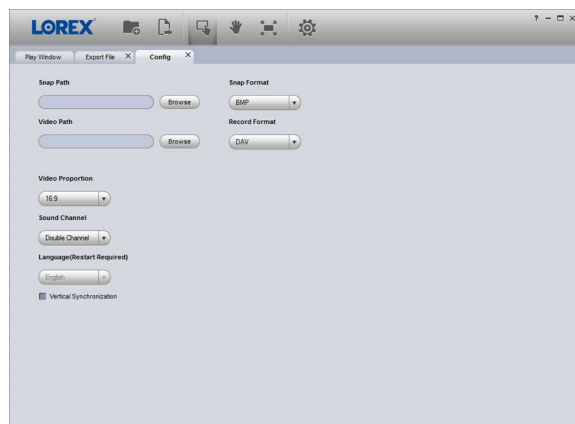 LOREX
Play Window Export File Config
Snap Path Snap Format
Browse BMP
Video Path Record Format
Browse DAV
Video Proportion
16:9
Sound Channel
Double Channel
Language(Restart Required)
English
Vertical Synchronization